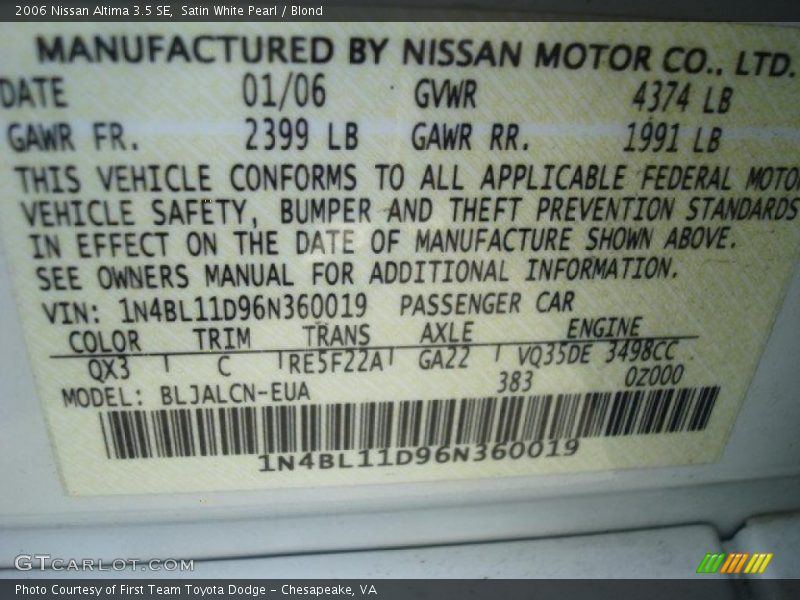 2006 Nissan Altima 3.5 SE, Satin White Pearl / Blond
MANUFACTURED BY NISSAN MOTOR CO., LTD.
DATE 01/06 GVWR 4374 LB
GAWR FR. 2399 LB GAWR RR. 1991 LB
THIS VEHICLE CONFORMS TO ALL APPLICABLE FEDERAL MOTO
VEHICLE SAFETY, BUMPER AND THEFT PREVENTION STANDARDS
IN EFFECT ON THE DATE OF MANUFACTURE SHOWN ABOVE.
SEE OWNERS MANUAL FOR ADDITIONAL INFORMATION.
VIN: 1N4BL11D96N360019 PASSENGER CAR
COLOR TRIM TRANS AXLE ENGINE
QX3 C RE5F22A GA22 VQ35DE 3498CC
MODEL: BLJALCN-EUA 383 0Z000
1N4BL11D96N360019
GTCARLOT.COM
Photo Courtesy of First Team Toyota Dodge - Chesapeake, VA